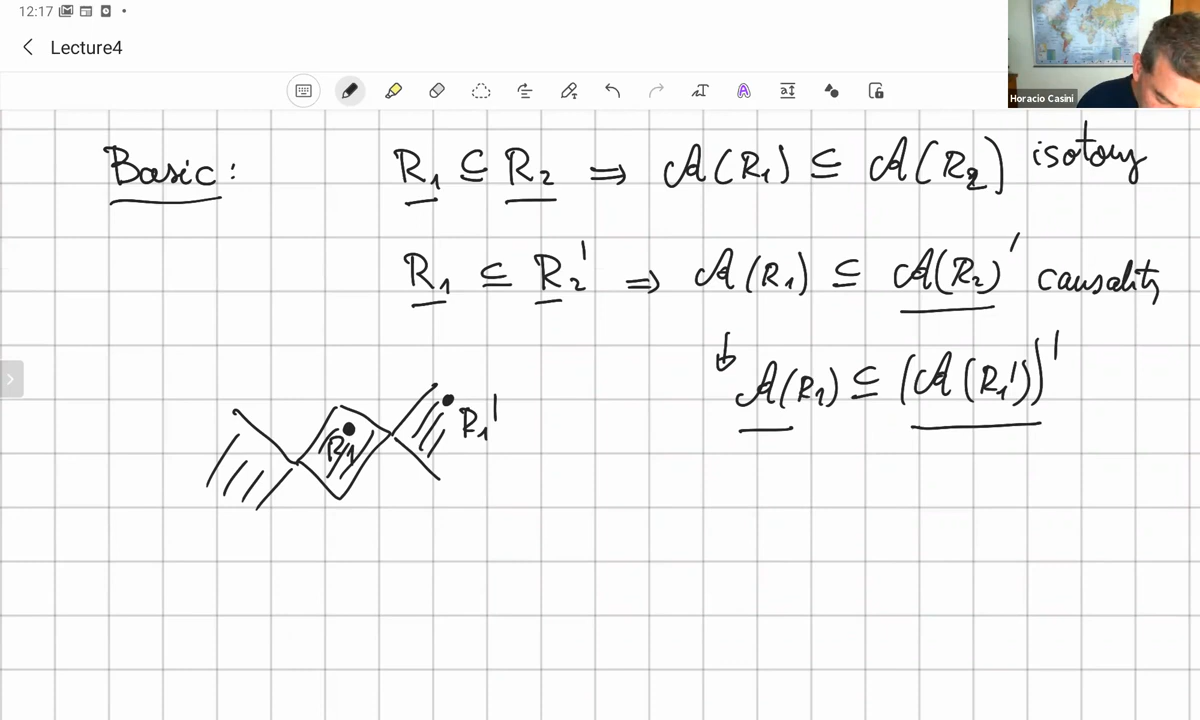 12:17
Lecture4
Horacio Casini
Basic: R₁ ⊆ R₂ ⇒ 𝒜(R₁) ⊆ 𝒜(R₂) isotony
R₁ ⊆ R₂' ⇒ 𝒜(R₁) ⊆ 𝒜(R₂)' causality
↓ 𝒜(R₁) ⊆ (𝒜(R₁'))'
R₁ R₁'